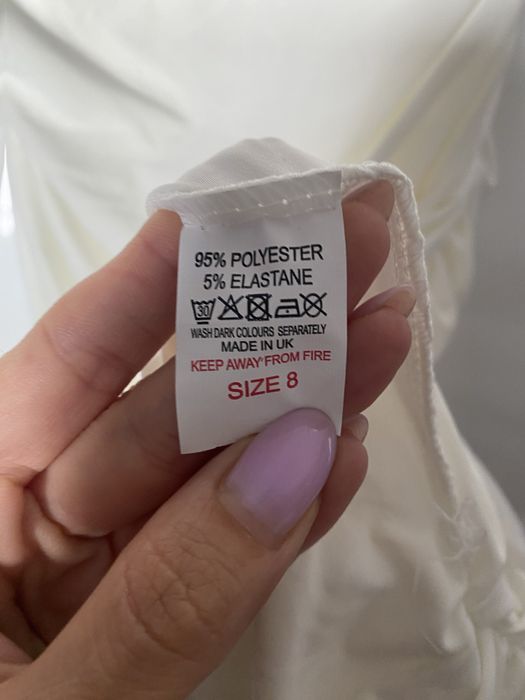 95% POLYESTER
5% ELASTANE
30
WASH DARK COLOURS SEPARATELY
MADE IN UK
KEEP AWAY FROM FIRE
SIZE 8